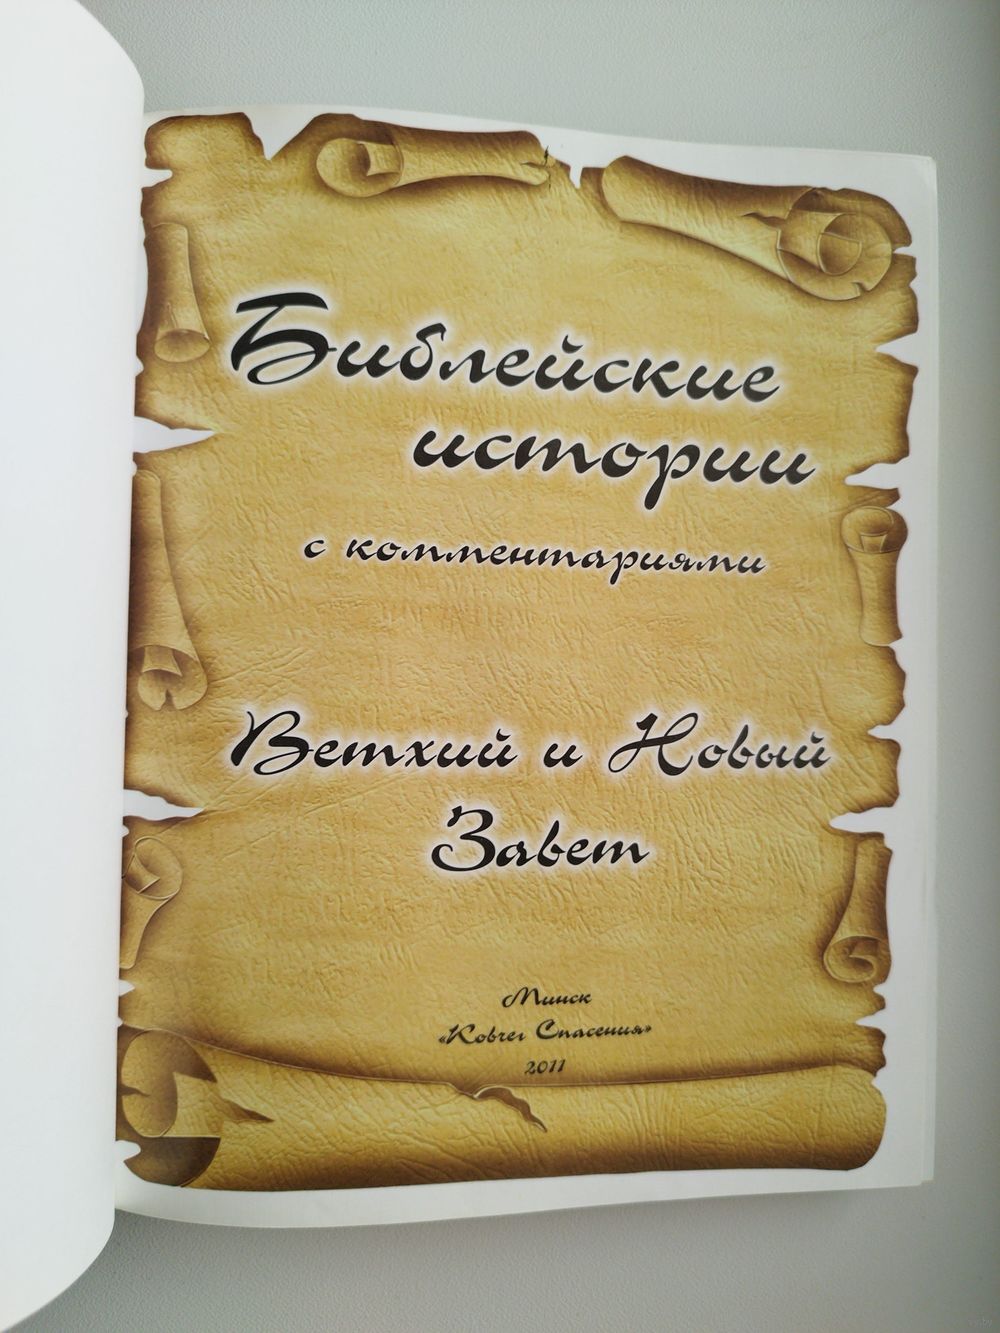 Библейские
истории
с комментариями
Ветхий и Новый
Завет
Минск
«Ковчег Спасения»
2011